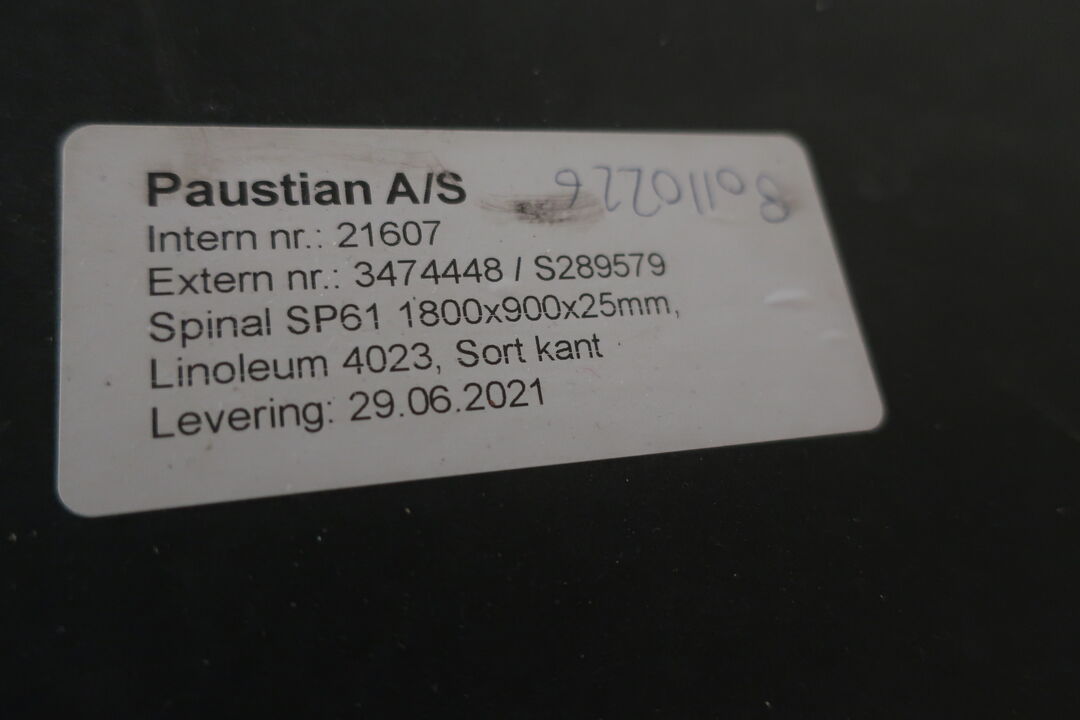 Paustian A/S
Intern nr.: 21607
Extern nr.: 3474448 / S289579
Spinal SP61 1800x900x25mm,
Linoleum 4023, Sort kant
Levering: 29.06.2021